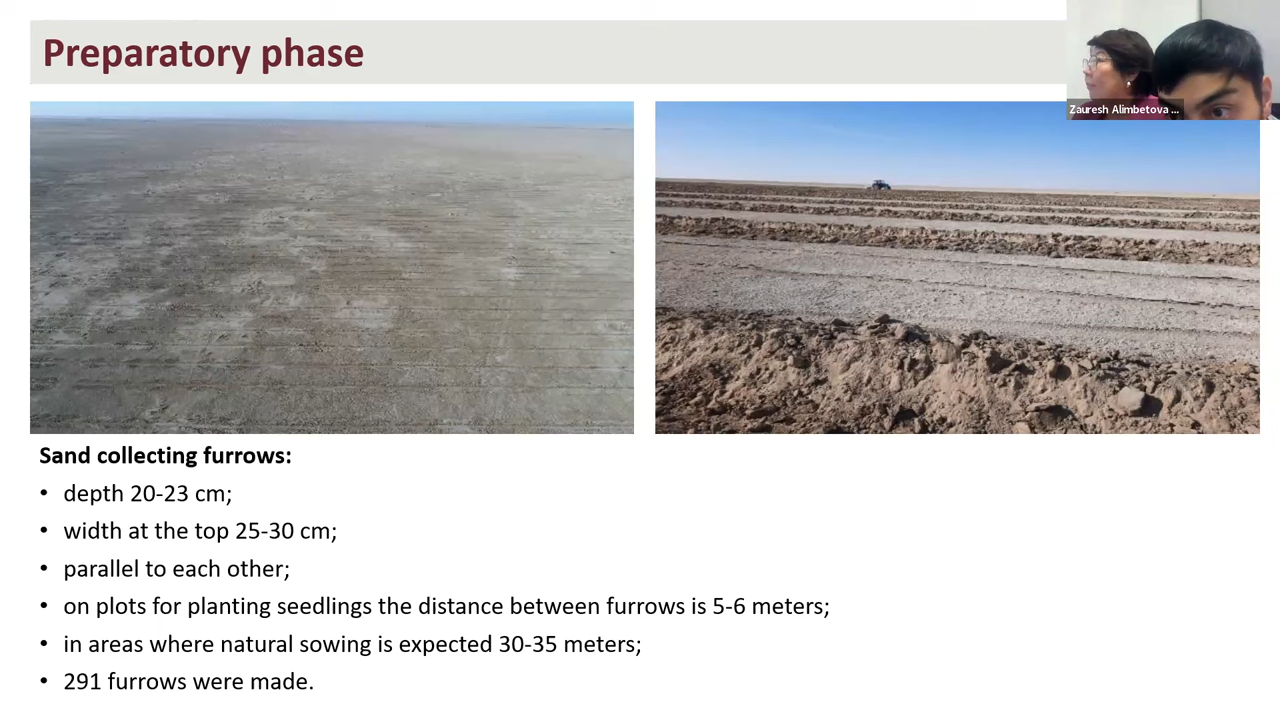 Preparatory phase
Zauresh Alimbetova ...
Sand collecting furrows:
• depth 20-23 cm;
• width at the top 25-30 cm;
• parallel to each other;
• on plots for planting seedlings the distance between furrows is 5-6 meters;
• in areas where natural sowing is expected 30-35 meters;
• 291 furrows were made.